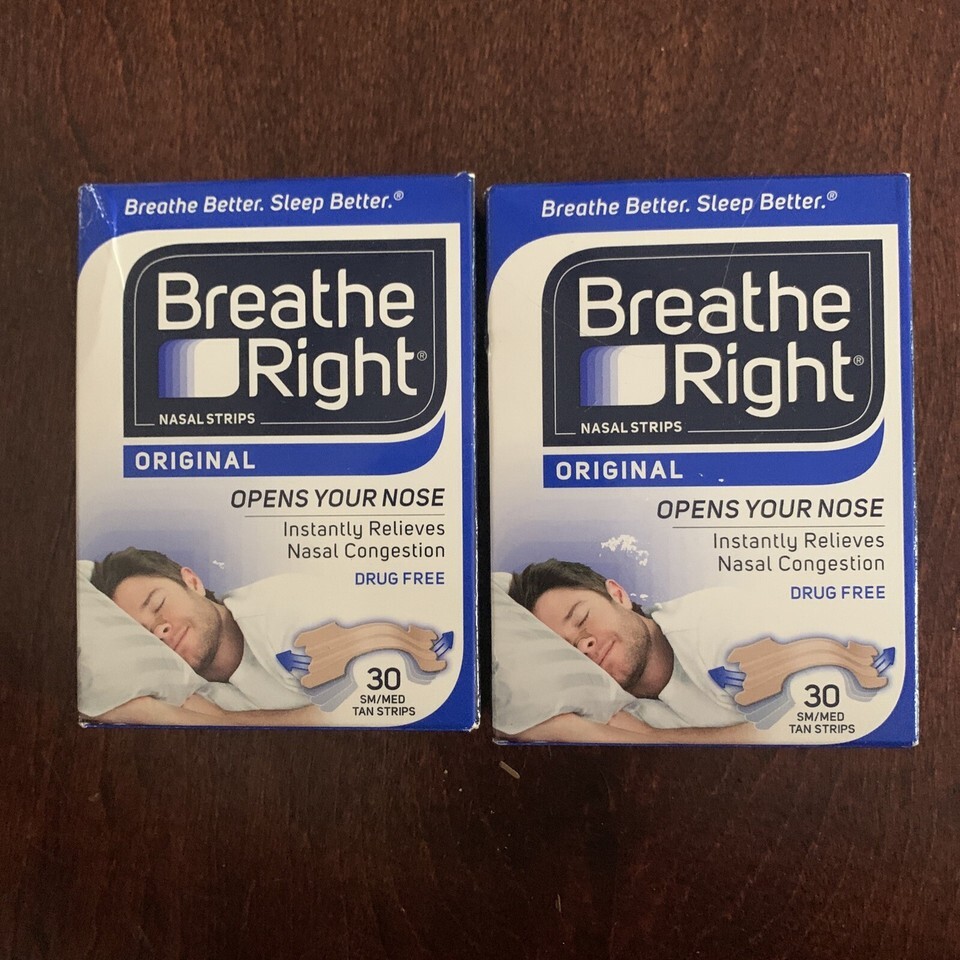 Breathe Better. Sleep Better.®
Breathe
Right®
NASAL STRIPS
ORIGINAL
OPENS YOUR NOSE
Instantly Relieves
Nasal Congestion
DRUG FREE
30
SM/MED
TAN STRIPS
Breathe Better. Sleep Better.®
Breathe
Right®
NASAL STRIPS
ORIGINAL
OPENS YOUR NOSE
Instantly Relieves
Nasal Congestion
DRUG FREE
30
SM/MED
TAN STRIPS